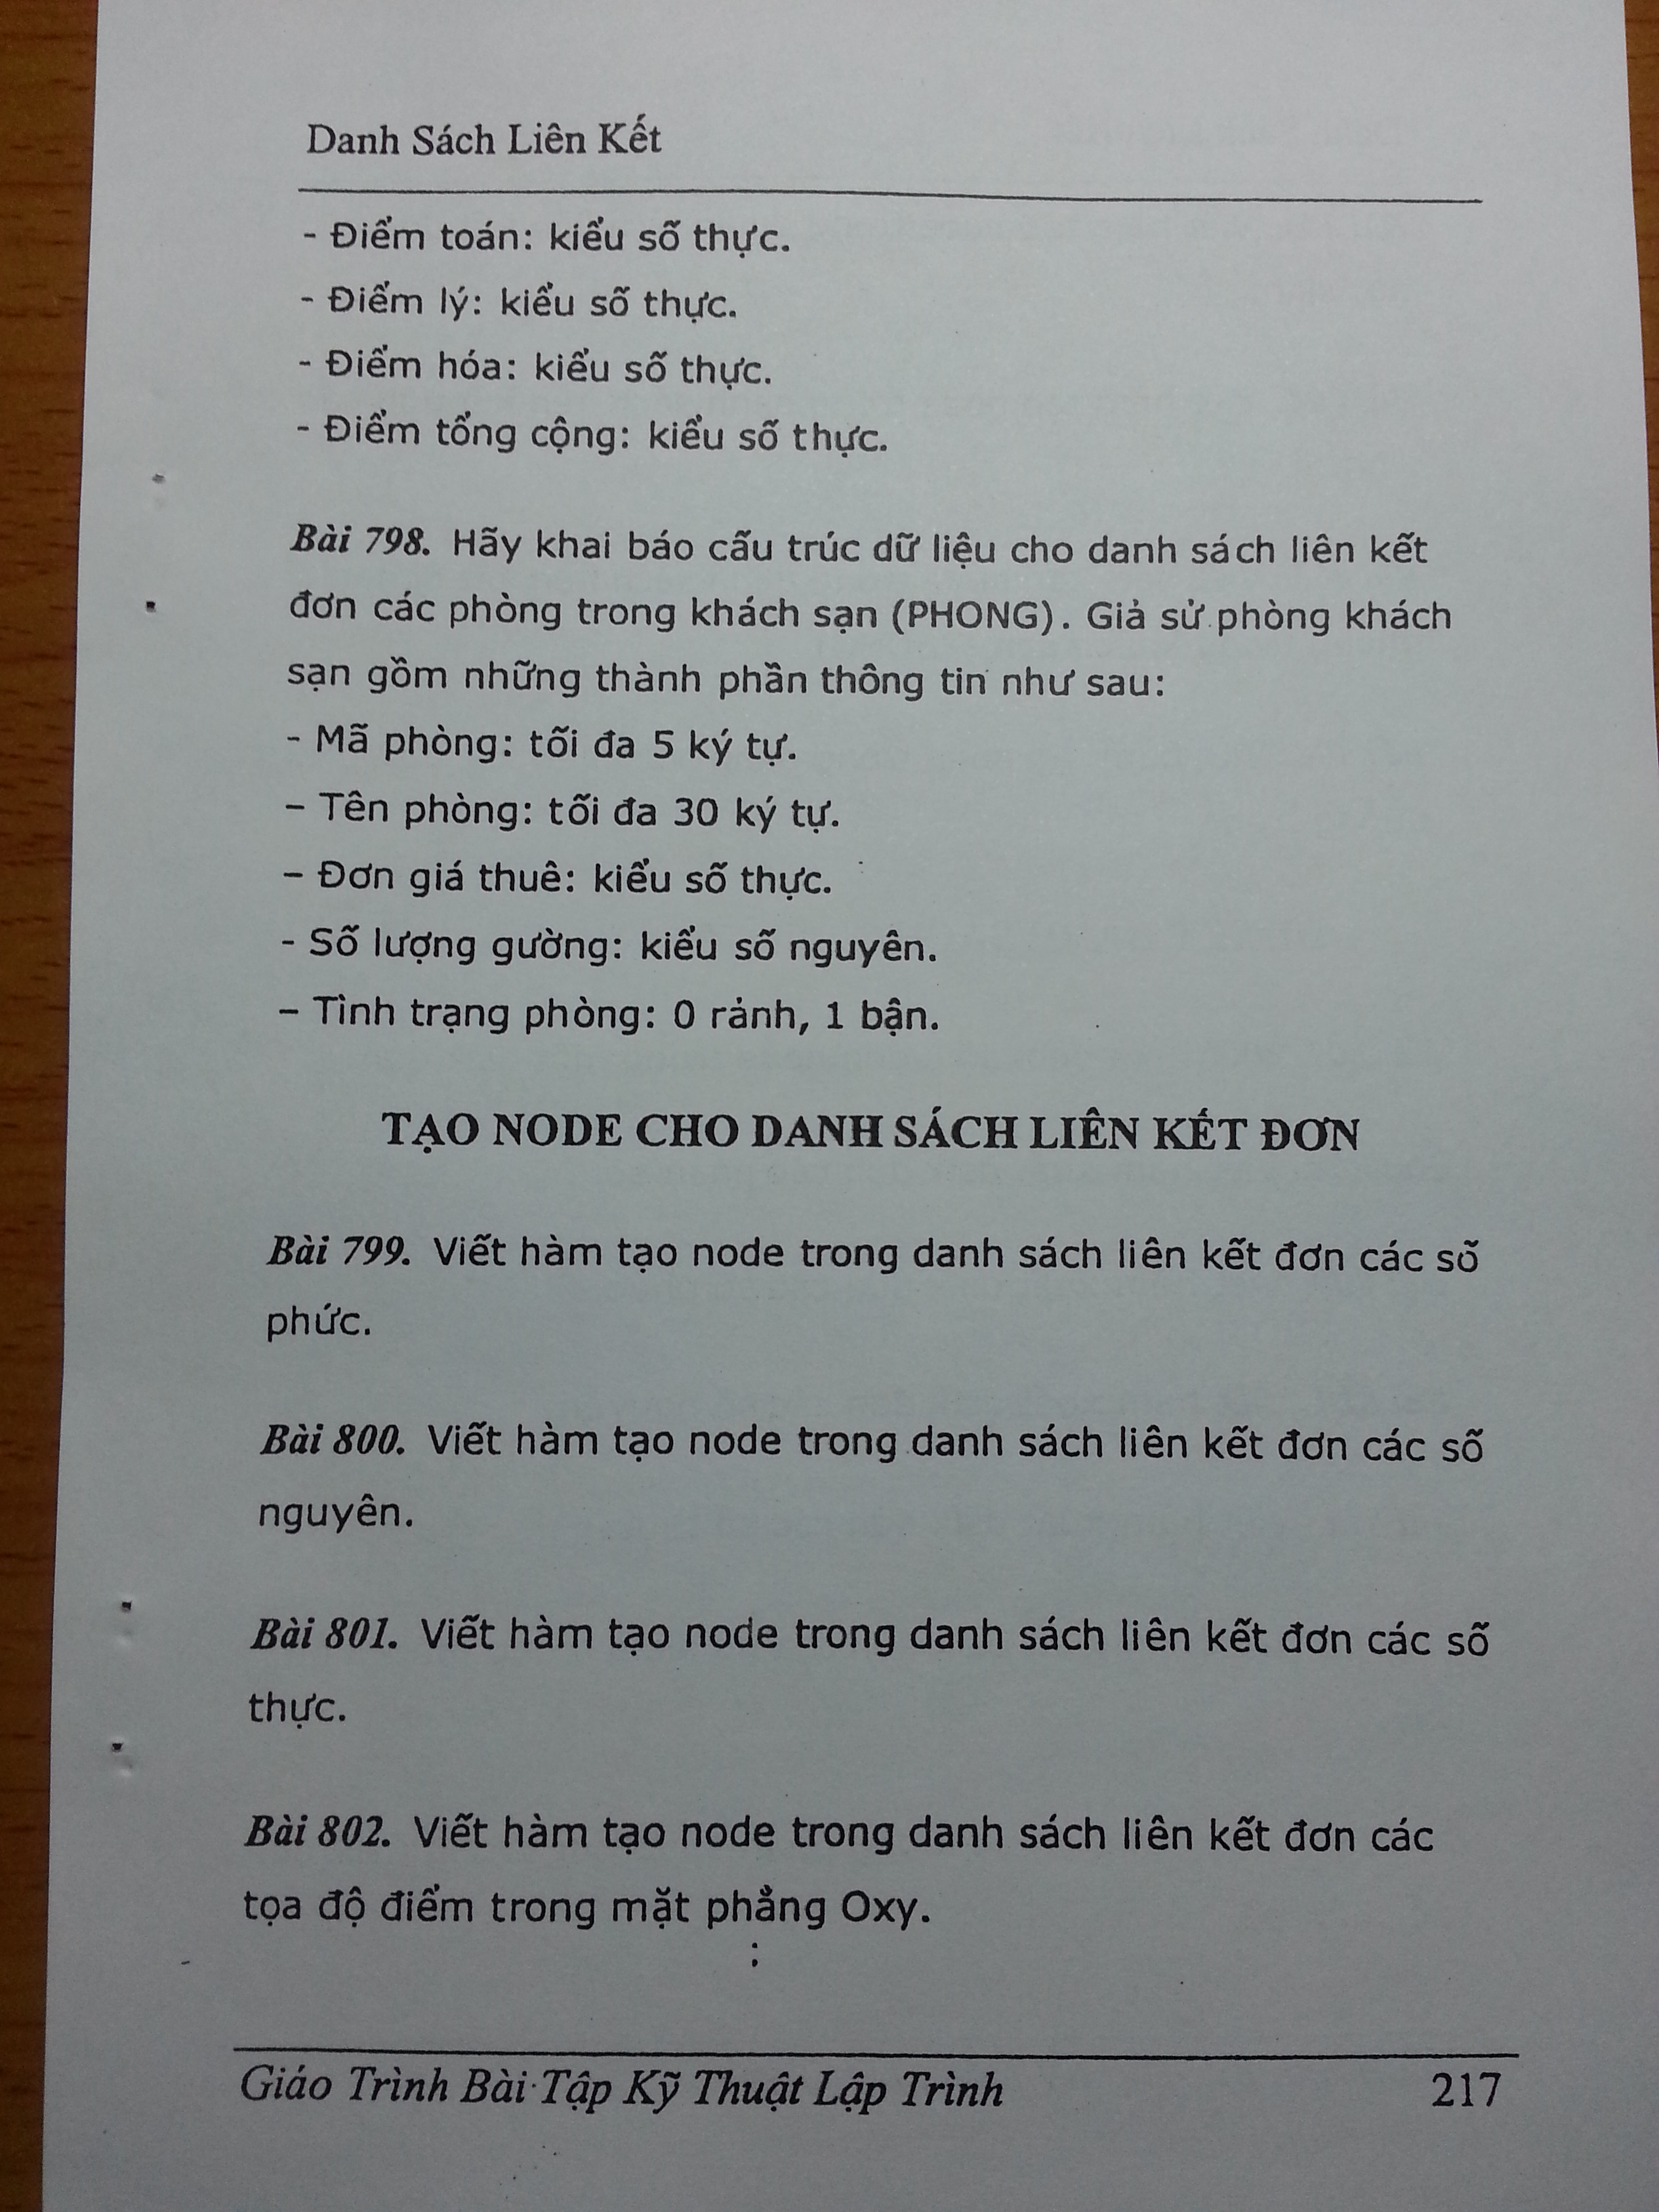 Danh Sách Liên Kết
- Điểm toán: kiểu số thực.
- Điểm lý: kiểu số thực.
- Điểm hóa: kiểu số thực.
- Điểm tổng cộng: kiểu số thực.
Bài 798. Hãy khai báo cấu trúc dữ liệu cho danh sách liên kết
đơn các phòng trong khách sạn (PHONG). Giả sử phòng khách
sạn gồm những thành phần thông tin như sau:
- Mã phòng: tối đa 5 ký tự.
– Tên phòng: tối đa 30 ký tự.
– Đơn giá thuê: kiểu số thực.
- Số lượng gường: kiểu số nguyên.
– Tình trạng phòng: 0 rảnh, 1 bận.
TẠO NODE CHO DANH SÁCH LIÊN KẾT ĐƠN
Bài 799. Viết hàm tạo node trong danh sách liên kết đơn các số
phức.
Bài 800. Viết hàm tạo node trong danh sách liên kết đơn các số
nguyên.
Bài 801. Viết hàm tạo node trong danh sách liên kết đơn các số
thực.
Bài 802. Viết hàm tạo node trong danh sách liên kết đơn các
tọa độ điểm trong mặt phẳng Oxy.
Giáo Trình Bài Tập Kỹ Thuật Lập Trình 217